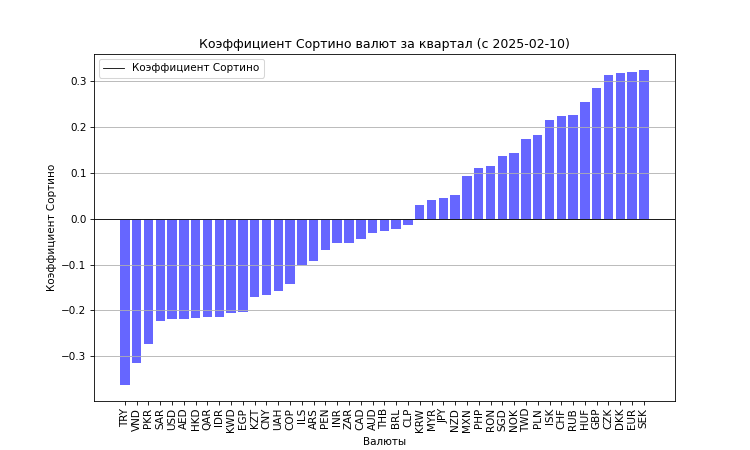 Коэффициент Сортино валют за квартал (с 2025-02-10)
Коэффициент Сортино
0.3
0.2
0.1
0.0
−0.1
−0.2
−0.3
Коэффициент Сортино
TRY
VND
PKR
SAR
USD
AED
HKD
QAR
IDR
KWD
EGP
KZT
CNY
UAH
COP
ILS
ARS
PEN
INR
ZAR
CAD
AUD
THB
BRL
CLP
KRW
MYR
JPY
NZD
MXN
PHP
RON
SGD
NOK
TWD
PLN
ISK
CHF
RUB
HUF
GBP
CZK
DKK
EUR
SEK
Валюты